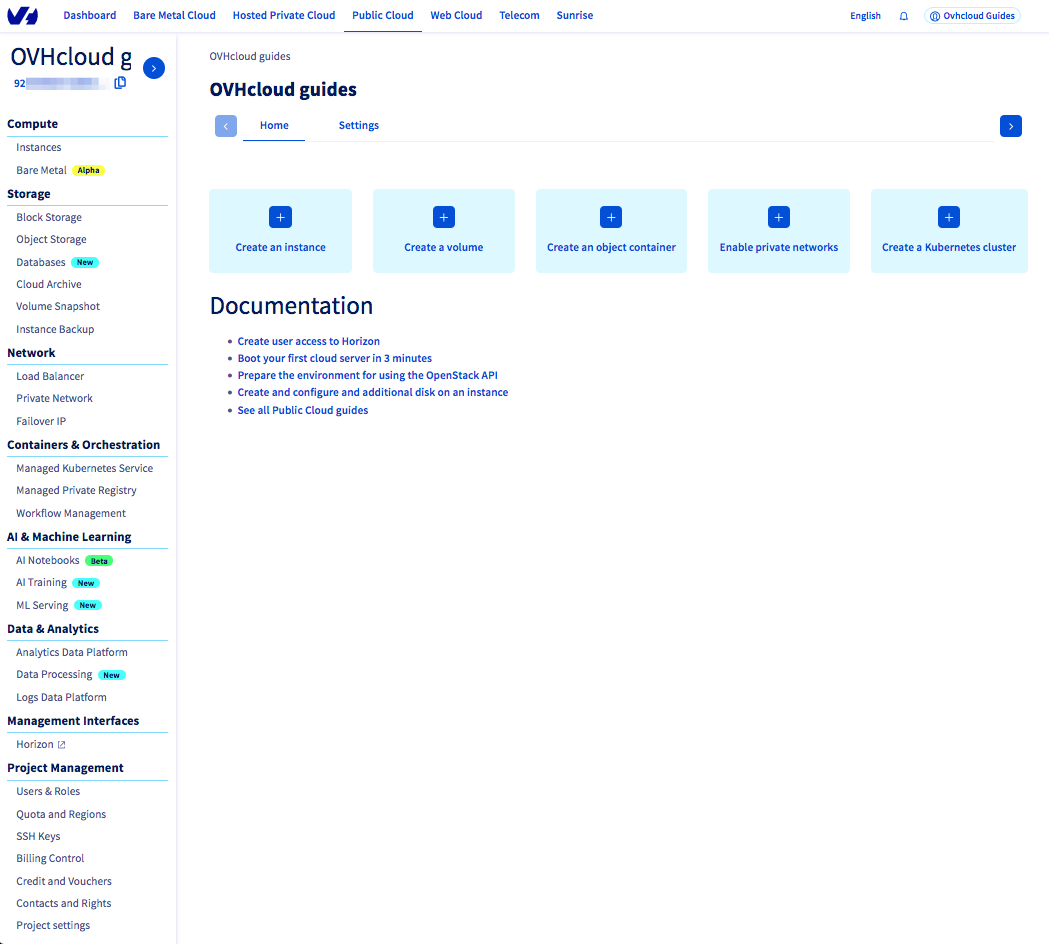 Dashboard Bare Metal Cloud Hosted Private Cloud Public Cloud Web Cloud Telecom Sunrise English Ovhcloud Guides
OVHcloud g
92
Compute
Instances
Bare Metal Alpha
Storage
Block Storage
Object Storage
Databases New
Cloud Archive
Volume Snapshot
Instance Backup
Network
Load Balancer
Private Network
Failover IP
Containers & Orchestration
Managed Kubernetes Service
Managed Private Registry
Workflow Management
AI & Machine Learning
AI Notebooks Beta
AI Training New
ML Serving New
Data & Analytics
Analytics Data Platform
Data Processing New
Logs Data Platform
Management Interfaces
Horizon
Project Management
Users & Roles
Quota and Regions
SSH Keys
Billing Control
Credit and Vouchers
Contacts and Rights
Project settings
OVHcloud guides
OVHcloud guides
Home Settings
Create an instance
Create a volume
Create an object container
Enable private networks
Create a Kubernetes cluster
Documentation
Create user access to Horizon
Boot your first cloud server in 3 minutes
Prepare the environment for using the OpenStack API
Create and configure and additional disk on an instance
See all Public Cloud guides